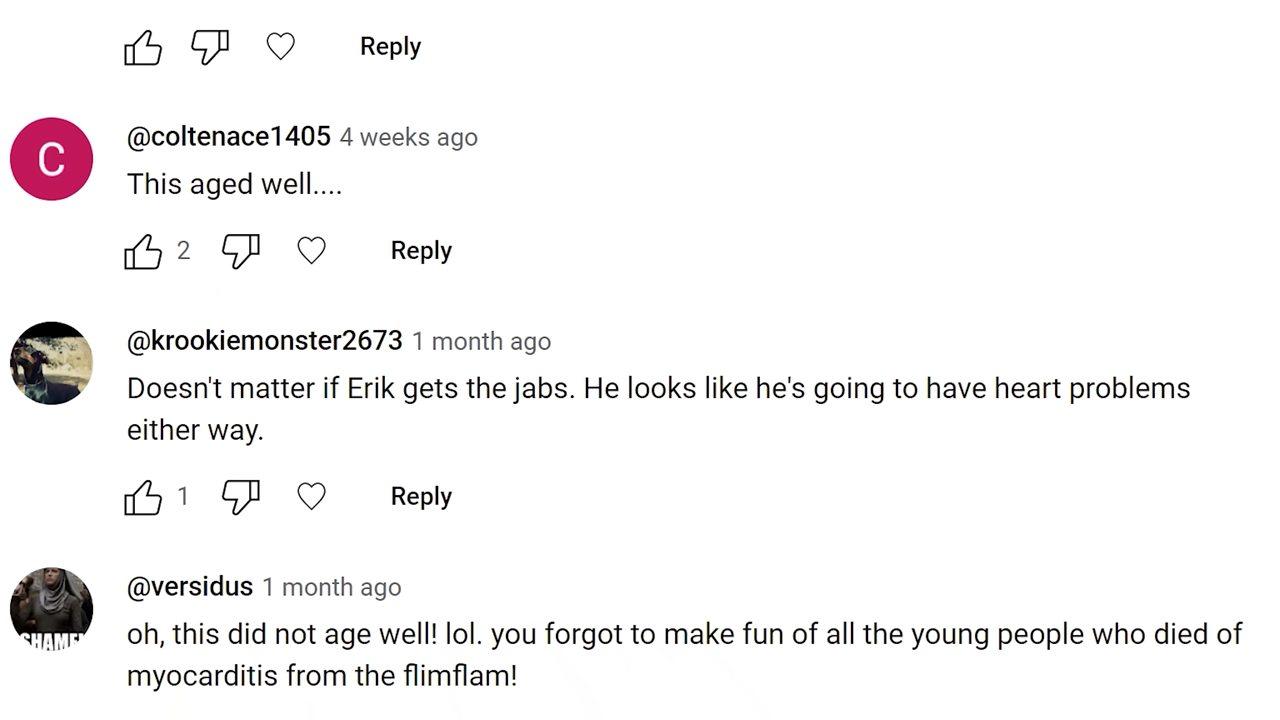 Reply
C
@coltenace1405 4 weeks ago
This aged well....
2
Reply
@krookiemonster2673 1 month ago
Doesn't matter if Erik gets the jabs. He looks like he's going to have heart problems
either way.
1
Reply
@versidus 1 month ago
SHAME!
oh, this did not age well! lol. you forgot to make fun of all the young people who died of
myocarditis from the flimflam!